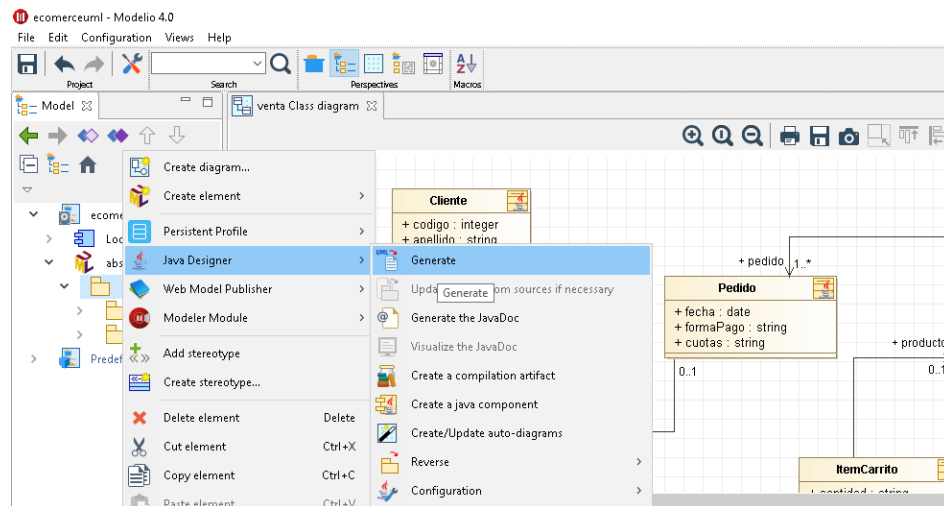 ecomerceuml - Modelio 4.0
File Edit Configuration Views Help
Project Search Perspectives Macros
Model venta Class diagram
Create diagram...
Create element
Persistent Profile
Java Designer
Web Model Publisher
Modeler Module
Add stereotype
Create stereotype...
Delete element Delete
Cut element Ctrl+X
Copy element Ctrl+C
Paste element Ctrl+V
Generate
Generate
sources if necessary
Generate the JavaDoc
Visualize the JavaDoc
Create a compilation artifact
Create a java component
Create/Update auto-diagrams
Reverse
Configuration
Cliente
+ codigo : integer
+ apellido : string
+ pedido 1..*
Pedido
+ fecha : date
+ formaPago : string
+ cuotas : string
0..1
+ producto
ItemCarrito
+ cantidad : string